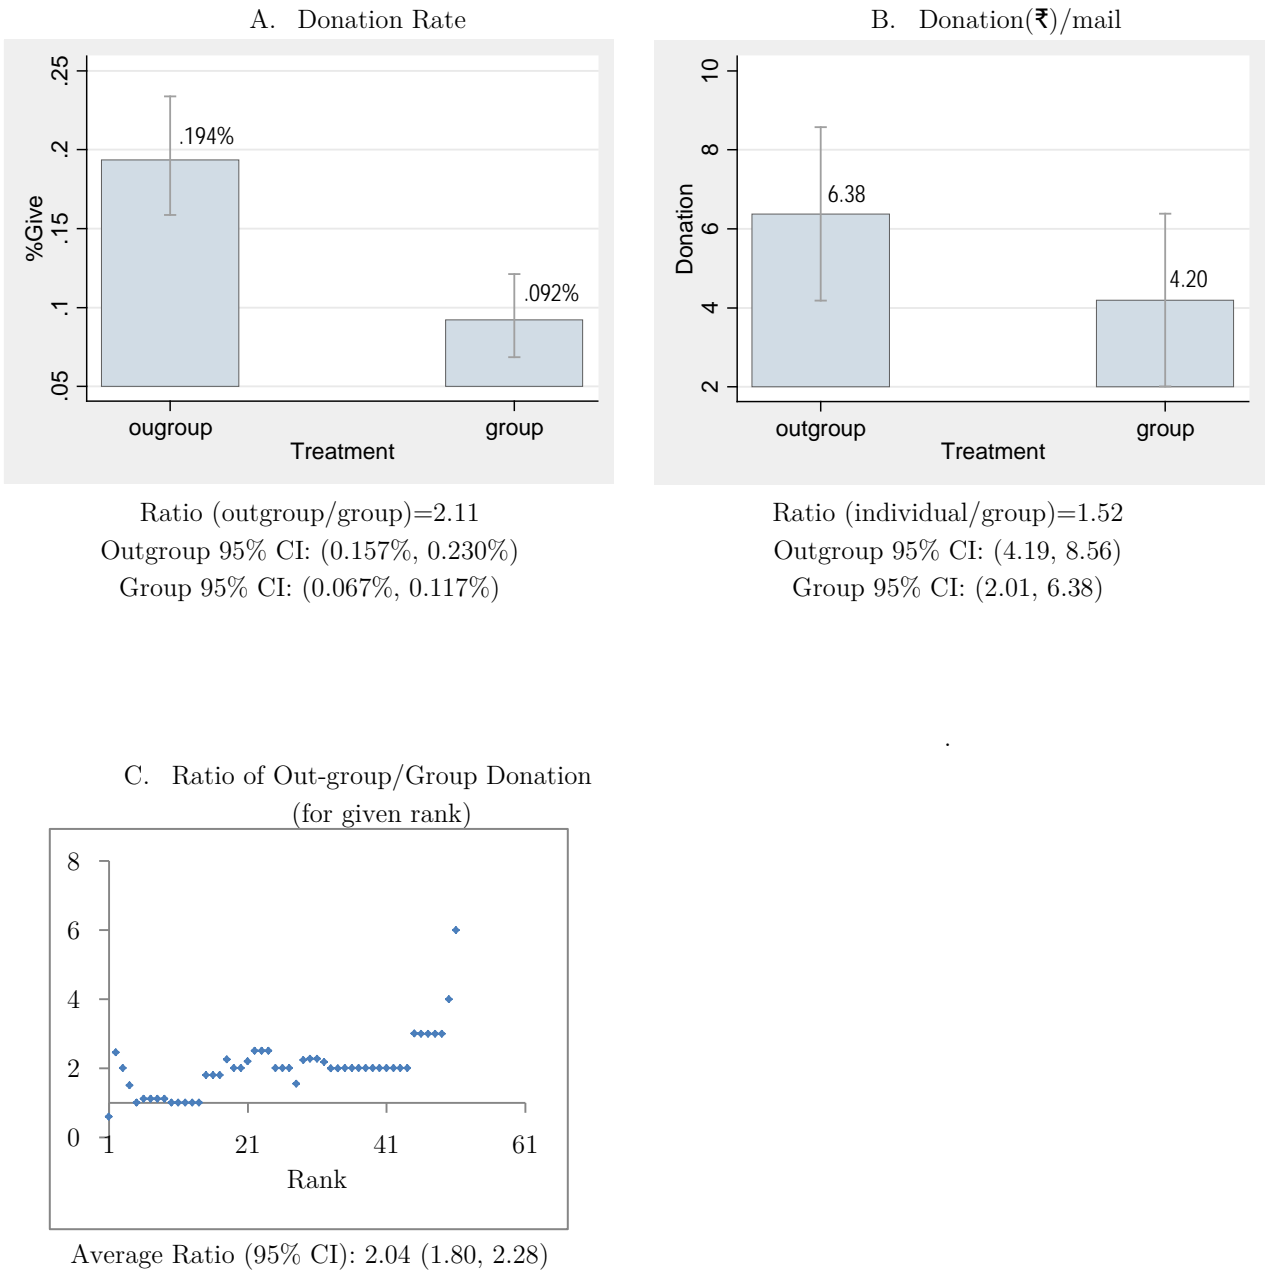 A. Donation Rate
.25
.2
.15
.1
.05
%Give
.194%
.092%
ougroup
group
Treatment
Ratio (outgroup/group)=2.11
Outgroup 95% CI: (0.157%, 0.230%)
Group 95% CI: (0.067%, 0.117%)
B. Donation(₹)/mail
10
8
6
4
2
Donation
6.38
4.20
outgroup
group
Treatment
Ratio (individual/group)=1.52
Outgroup 95% CI: (4.19, 8.56)
Group 95% CI: (2.01, 6.38)
.
C. Ratio of Out-group/Group Donation
(for given rank)
8
6
4
2
0
1 21 41 61
Rank
Average Ratio (95% CI): 2.04 (1.80, 2.28)